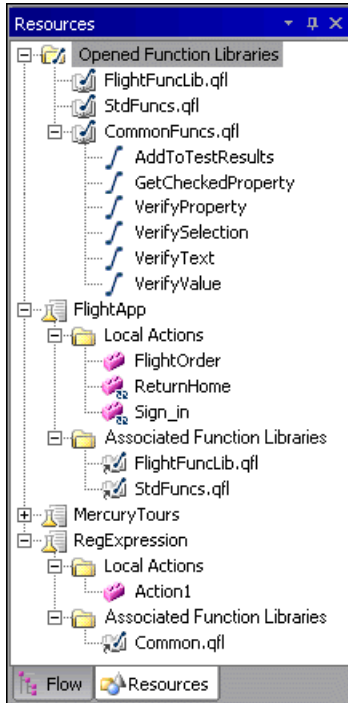 Resources
Opened Function Libraries
FlightFuncLib.qfl
StdFuncs.qfl
CommonFuncs.qfl
AddToTestResults
GetCheckedProperty
VerifyProperty
VerifySelection
VerifyText
VerifyValue
FlightApp
Local Actions
FlightOrder
ReturnHome
Sign_in
Associated Function Libraries
FlightFuncLib.qfl
StdFuncs.qfl
MercuryTours
RegExpression
Local Actions
Action1
Associated Function Libraries
Common.qfl
Flow Resources